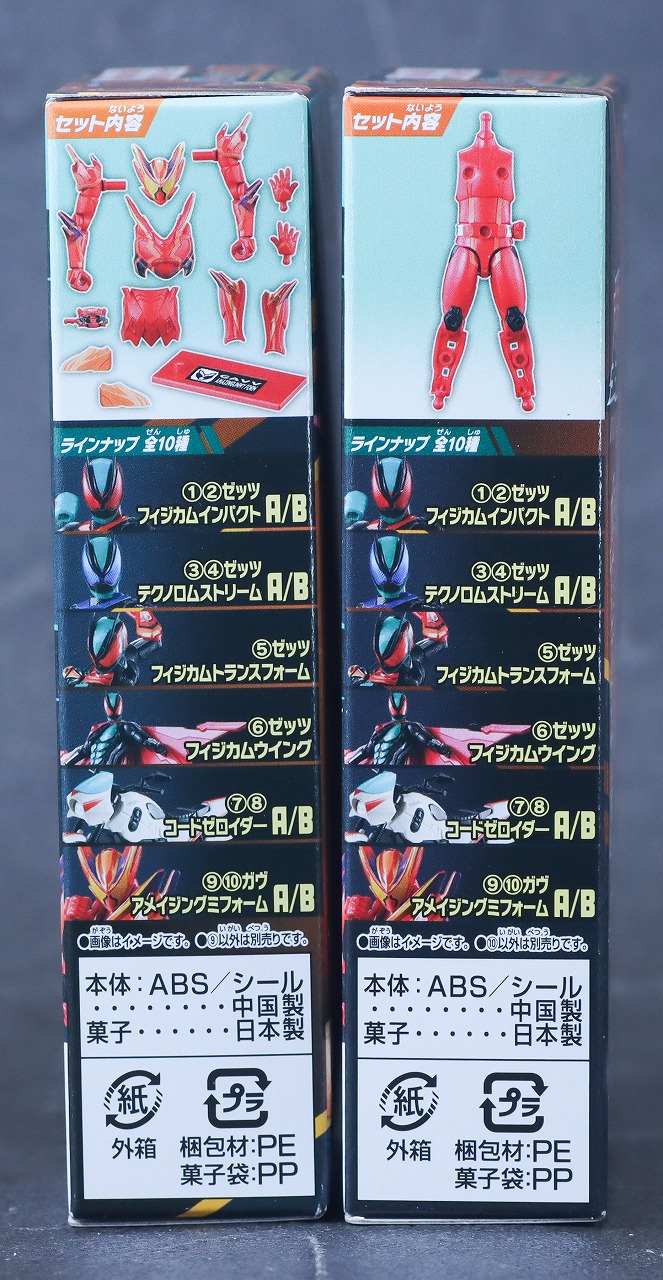 ないよう
セット内容
GAVV
AMAZINGMY FORM
ぜん しゅ
ラインナップ 全10種
①②ゼッツ
フィジカムインパクト A/B
③④ゼッツ
テクノロムストリーム A/B
⑤ゼッツ
フィジカムトランスフォーム
⑥ゼッツ
フィジカムウイング
⑦⑧
コードゼロイダー A/B
⑨⑩ガヴ
アメイジングミフォーム A/B
がぞう いがい べつう
●画像はイメージです。 ●⑨以外は別売りです。
本体：ABS／シール
・・・・・・・・中国製
菓子・・・・・・日本製
紙 プラ
外箱 梱包材:PE
菓子袋:PP
ないよう
セット内容
ぜん しゅ
ラインナップ 全10種
①②ゼッツ
フィジカムインパクト A/B
③④ゼッツ
テクノロムストリーム A/B
⑤ゼッツ
フィジカムトランスフォーム
⑥ゼッツ
フィジカムウイング
⑦⑧
コードゼロイダー A/B
⑨⑩ガヴ
アメイジングミフォーム A/B
がぞう いがい べつう
●画像はイメージです。 ●⑩以外は別売りです。
本体：ABS／シール
・・・・・・・・中国製
菓子・・・・・・日本製
紙 プラ
外箱 梱包材:PE
菓子袋:PP